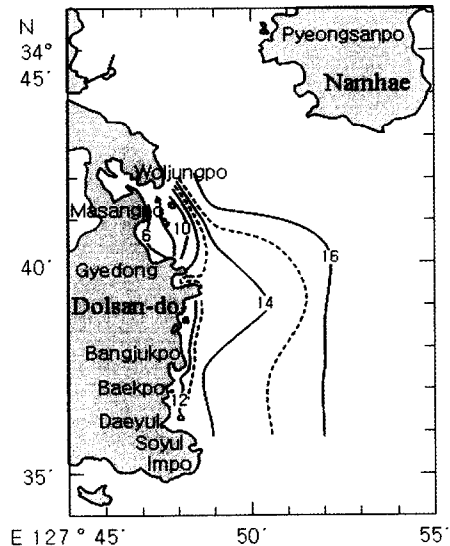 N
34°
45'
Pyeongsanpo
Namhae
Woljungpo
Masangpo
6
10
16
40'
Gyedong
14
Dolsan-do
Bangjukpo
Baekpo
12
Daeyul
Soyul
Impo
35'
E 127° 45'
50'
55'